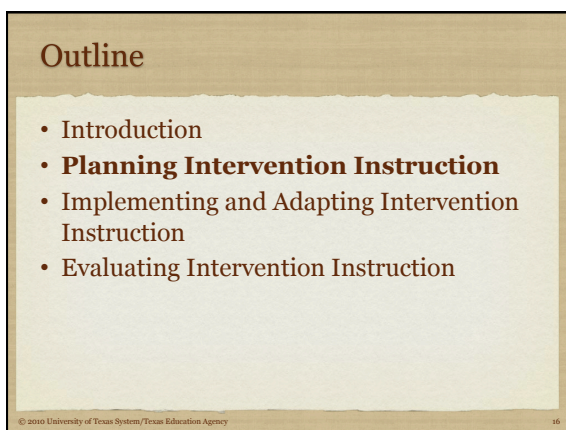 Outline
• Introduction
• Planning Intervention Instruction
• Implementing and Adapting Intervention
Instruction
• Evaluating Intervention Instruction
© 2010 University of Texas System/Texas Education Agency
16